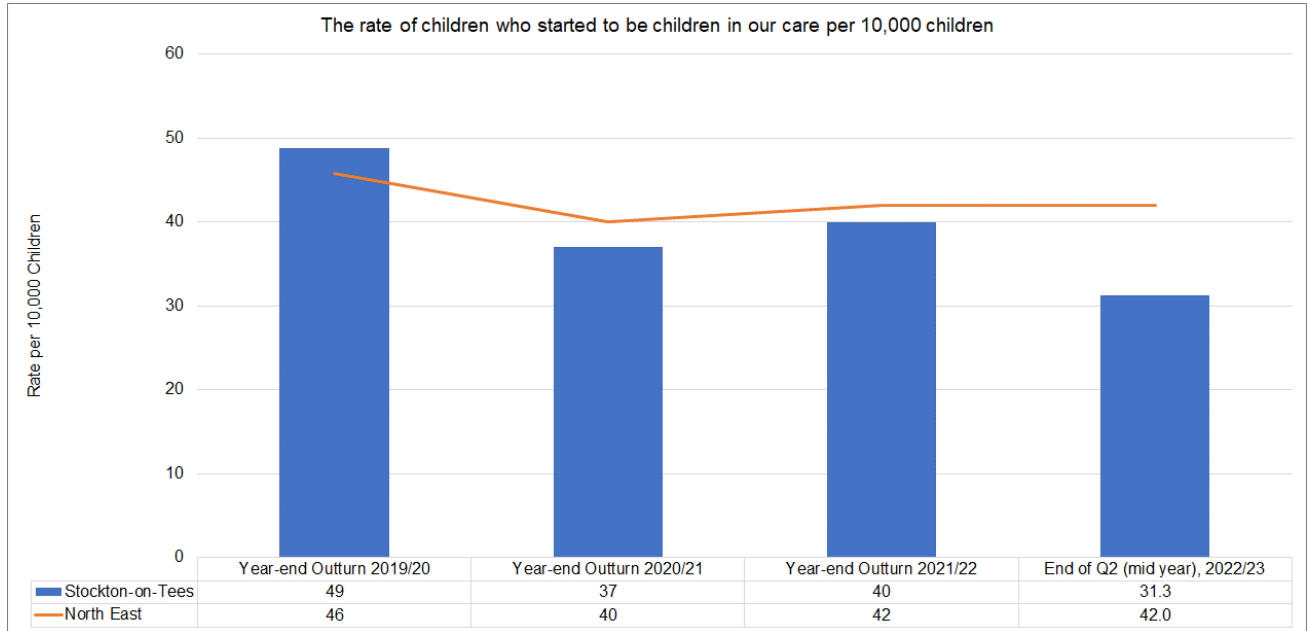 The rate of children who started to be children in our care per 10,000 children
60
50
40
30
20
10
0
Rate per 10,000 Children
Year-end Outturn 2019/20 Year-end Outturn 2020/21 Year-end Outturn 2021/22 End of Q2 (mid year), 2022/23
Stockton-on-Tees 49 37 40 31.3
North East 46 40 42 42.0